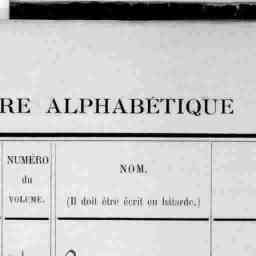 RE ALPHABÉTIQUE
NUMÉRO
du
VOLUME.
NOM.
(Il doit être écrit en bâtarde.)